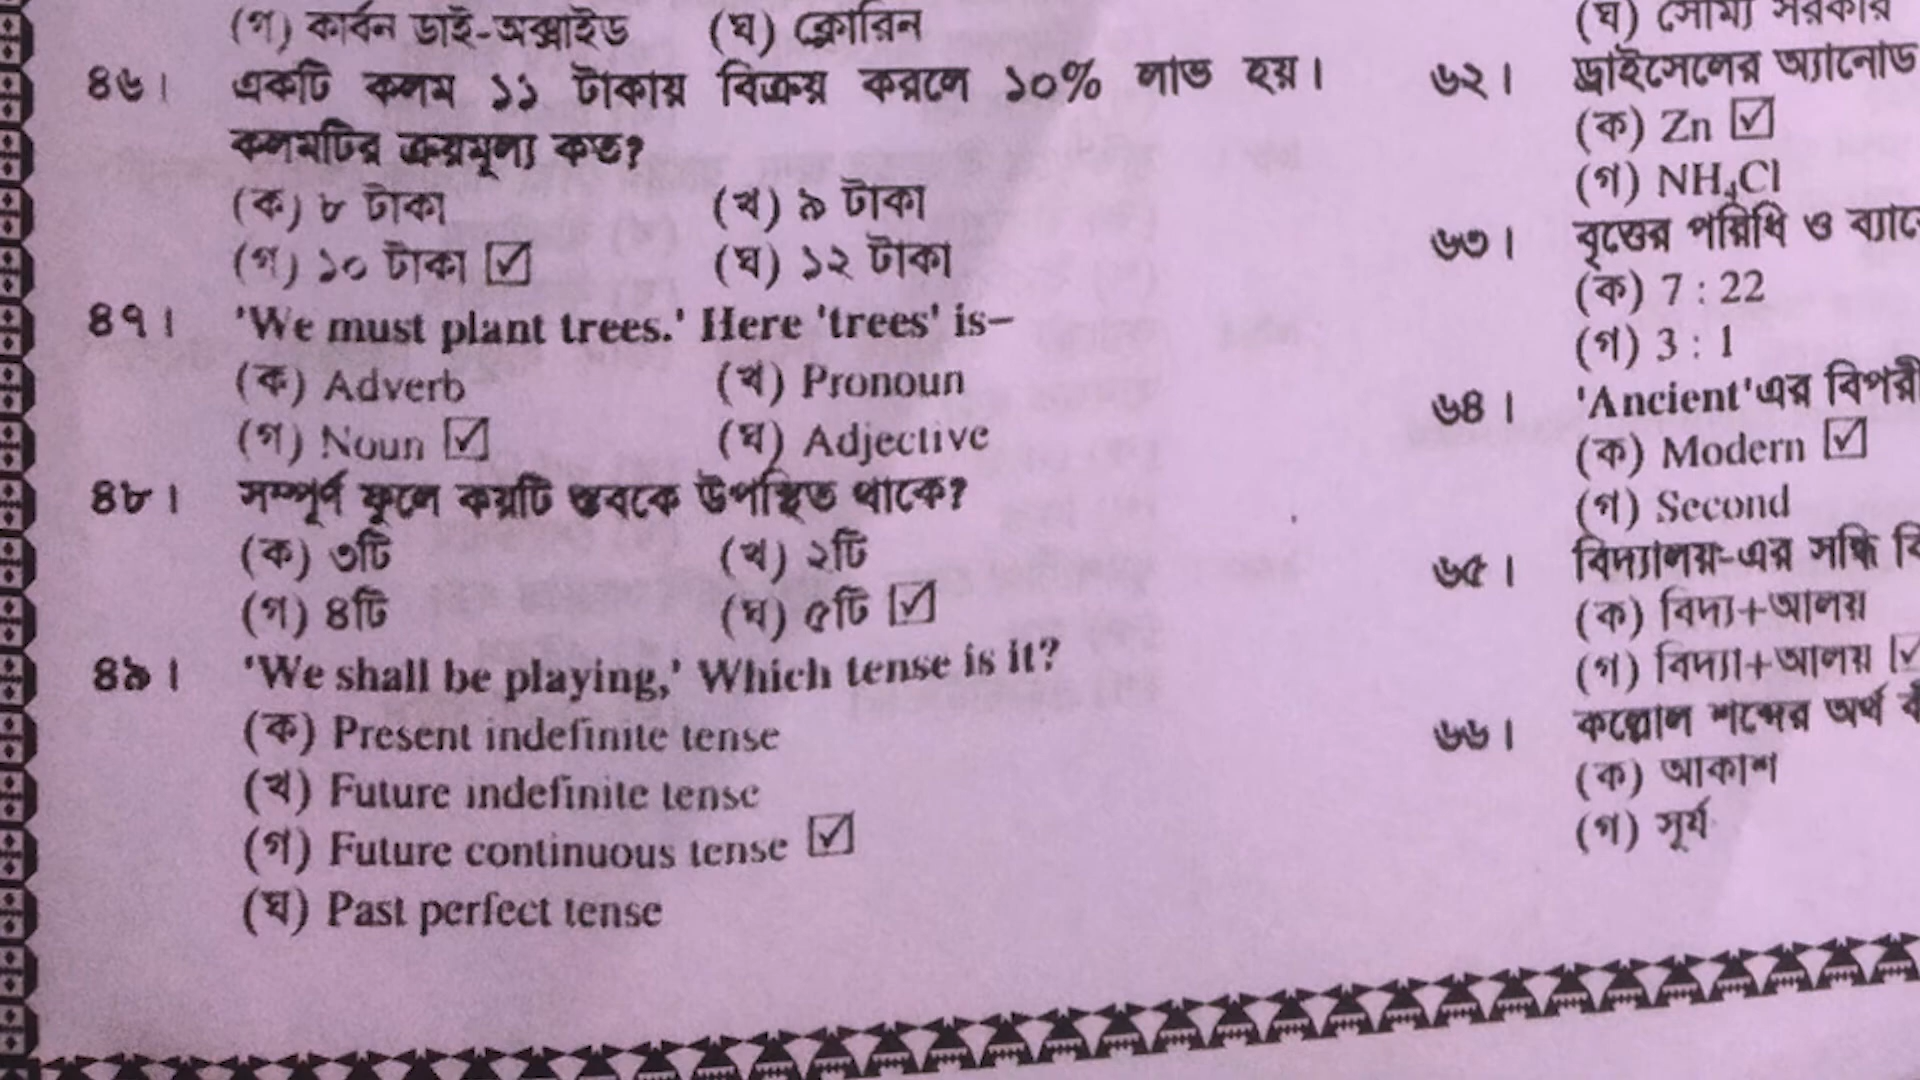 (গ) কার্বন ডাই-অক্সাইড (ঘ) ক্লোরিন
৪৬। একটি কলম ১১ টাকায় বিক্রয় করলে ১০% লাভ হয়।
কলমটির ক্রয়মূল্য কত?
(ক) ৮ টাকা (খ) ৯ টাকা
(গ) ১০ টাকা ☑ (ঘ) ১২ টাকা
৪৭। 'We must plant trees.' Here 'trees' is–
(ক) Adverb (খ) Pronoun
(গ) Noun ☑ (ঘ) Adjective
৪৮। সম্পূর্ণ ফুলে কয়টি স্তবকে উপস্থিত থাকে?
(ক) ৩টি (খ) ২টি
(গ) ৪টি (ঘ) ৫টি ☑
৪৯। 'We shall be playing,' Which tense is it?
(ক) Present indefinite tense
(খ) Future indefinite tense
(গ) Future continuous tense ☑
(ঘ) Past perfect tense
(ঘ) সৌম্য সরকার
৬২। ড্রাইসেলের অ্যানোড
(ক) Zn ☑
(গ) NH₄Cl
৬৩। বৃত্তের পরিধি ও
(ক) 7 : 22
(গ) 3 : 1
৬৪। 'Ancient'এর
(ক) Modern ☑
(গ) Second
৬৫। বিদ্যালয়-এর সন্ধি
(ক) বিদ্য+আলয়
(গ) বিদ্যা+আলয় ☑
৬৬। কল্লোল শব্দের অর্থ
(ক) আকাশ
(গ) সূর্য